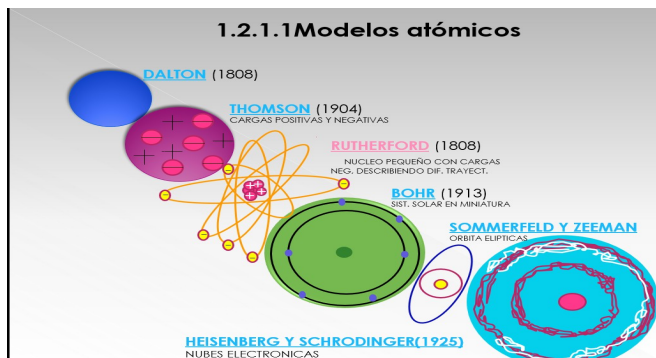 1.2.1.1Modelos atómicos
DALTON (1808)
THOMSON (1904)
CARGAS POSITIVAS Y NEGATIVAS
RUTHERFORD (1808)
NUCLEO PEQUEÑO CON CARGAS
NEG. DESCRIBIENDO DIF. TRAYECT.
BOHR (1913)
SIST. SOLAR EN MINIATURA
SOMMERFELD Y ZEEMAN
ORBITA ELIPTICAS
HEISENBERG Y SCHRODINGER(1925)
NUBES ELECTRONICAS